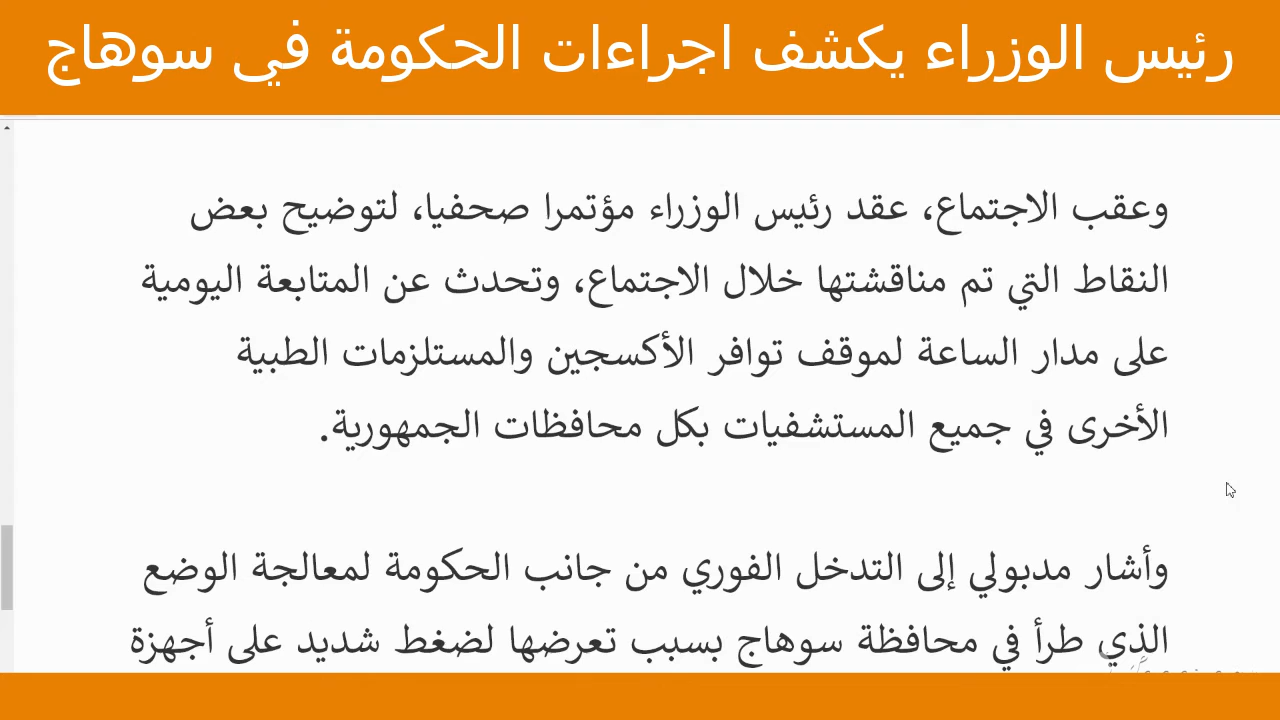 رئيس الوزراء يكشف اجراءات الحكومة في سوهاج
وعقب الاجتماع، عقد رئيس الوزراء مؤتمرا صحفيا، لتوضيح بعض
النقاط التي تم مناقشتها خلال الاجتماع، وتحدث عن المتابعة اليومية
على مدار الساعة لموقف توافر الأكسجين والمستلزمات الطبية
الأخرى في جميع المستشفيات بكل محافظات الجمهورية.
وأشار مدبولي إلى التدخل الفوري من جانب الحكومة لمعالجة الوضع
الذي طرأ في محافظة سوهاج بسبب تعرضها لضغط شديد على أجهزة